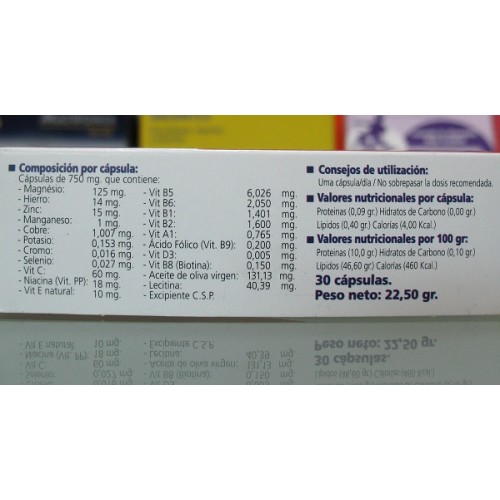 Composición por cápsula:
Cápsulas de 750 mg. que contiene:
- Magnésio: 125 mg.
- Hierro: 14 mg.
- Zinc: 15 mg.
- Manganeso: 1 mg.
- Cobre: 1,007 mg.
- Potasio: 0,153 mg.
- Cromo: 0,016 mg.
- Selenio: 0,027 mg.
- Vit C: 60 mg.
- Niacina (Vit. PP): 18 mg.
- Vit E natural: 10 mg.
- Vit B5 6,026 mg.
- Vit B6: 2,050 mg.
- Vit B1: 1,401 mg.
- Vit B2: 1,600 mg.
- Vit A1: 0,765 mg.
- Ácido Fólico (Vit. B9): 0,200 mg.
- Vit D3: 0,005 mg.
- Vit B8 (Biotina): 0,150 mg.
- Aceite de oliva virgen: 131,13 mg.
- Lecitina: 40,39 mg.
- Excipiente C.S.P.
Consejos de utilización:
Uma cápsula/día / No sobrepasar la dosis recomendada.
Valores nutricionales por cápsula:
Proteinas (0,09 gr.) Hidratos de Carbono (0,00 gr.)
Lípidos (0,40 gr.) Calorías (4,00 Kcal.)
Valores nutricionales por 100 gr:
Proteinas (10,0 gr.) Hidratos de Carbono (0,10 gr.)
Lípidos (46,60 gr.) Calorías (460 Kcal.)
30 cápsulas.
Peso neto: 22,50 gr.